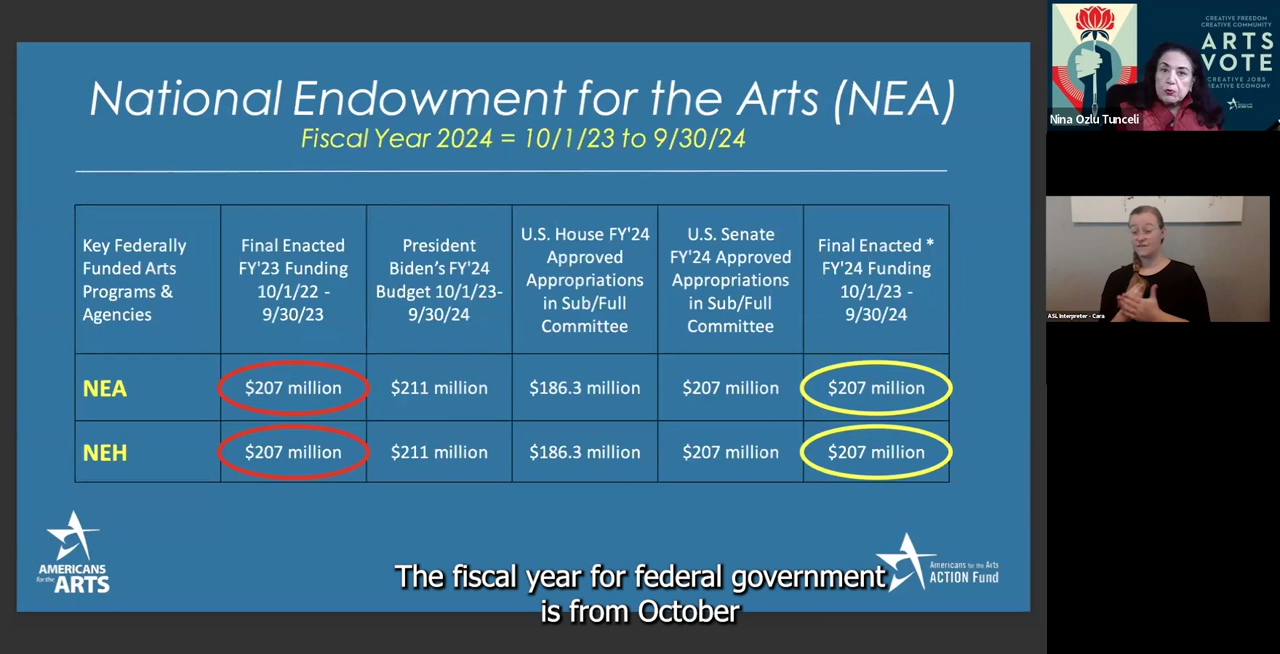 National Endowment for the Arts (NEA)
Fiscal Year 2024 = 10/1/23 to 9/30/24
Key Federally
Funded Arts
Programs &
Agencies
Final Enacted
FY'23 Funding
10/1/22 -
9/30/23
President
Biden's FY'24
Budget 10/1/23-
9/30/24
U.S. House FY'24
Approved
Appropriations
in Sub/Full
Committee
U.S. Senate
FY'24 Approved
Appropriations
in Sub/Full
Committee
Final Enacted *
FY'24 Funding
10/1/23 -
9/30/24
NEA
$207 million
$211 million
$186.3 million
$207 million
$207 million
NEH
$207 million
$211 million
$186.3 million
$207 million
$207 million
AMERICANS
for the ARTS
Americans for the Arts
ACTION Fund
The fiscal year for federal government
is from October
CREATIVE FREEDOM
CREATIVE COMMUNITY
ARTS
VOTE
CREATIVE JOBS
CREATIVE ECONOMY
Nina Ozlu Tunceli
ASL Interpreter - Cara